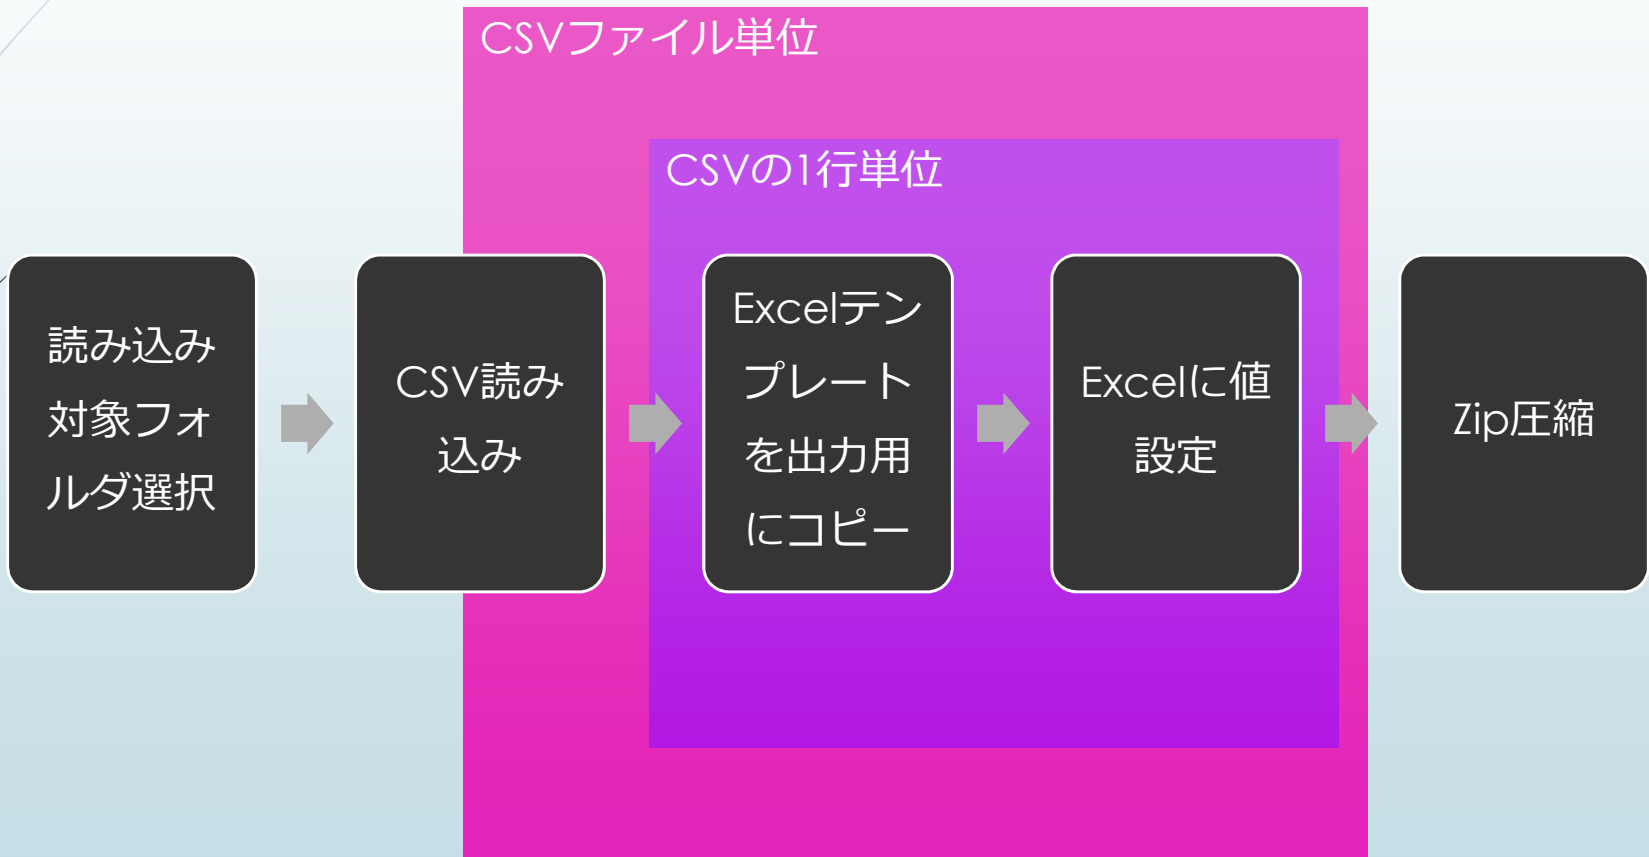 CSVファイル単位
CSVの1行単位
読み込み
対象フォ
ルダ選択
CSV読み
込み
Excelテン
プレート
を出力用
にコピー
Excelに値
設定
Zip圧縮